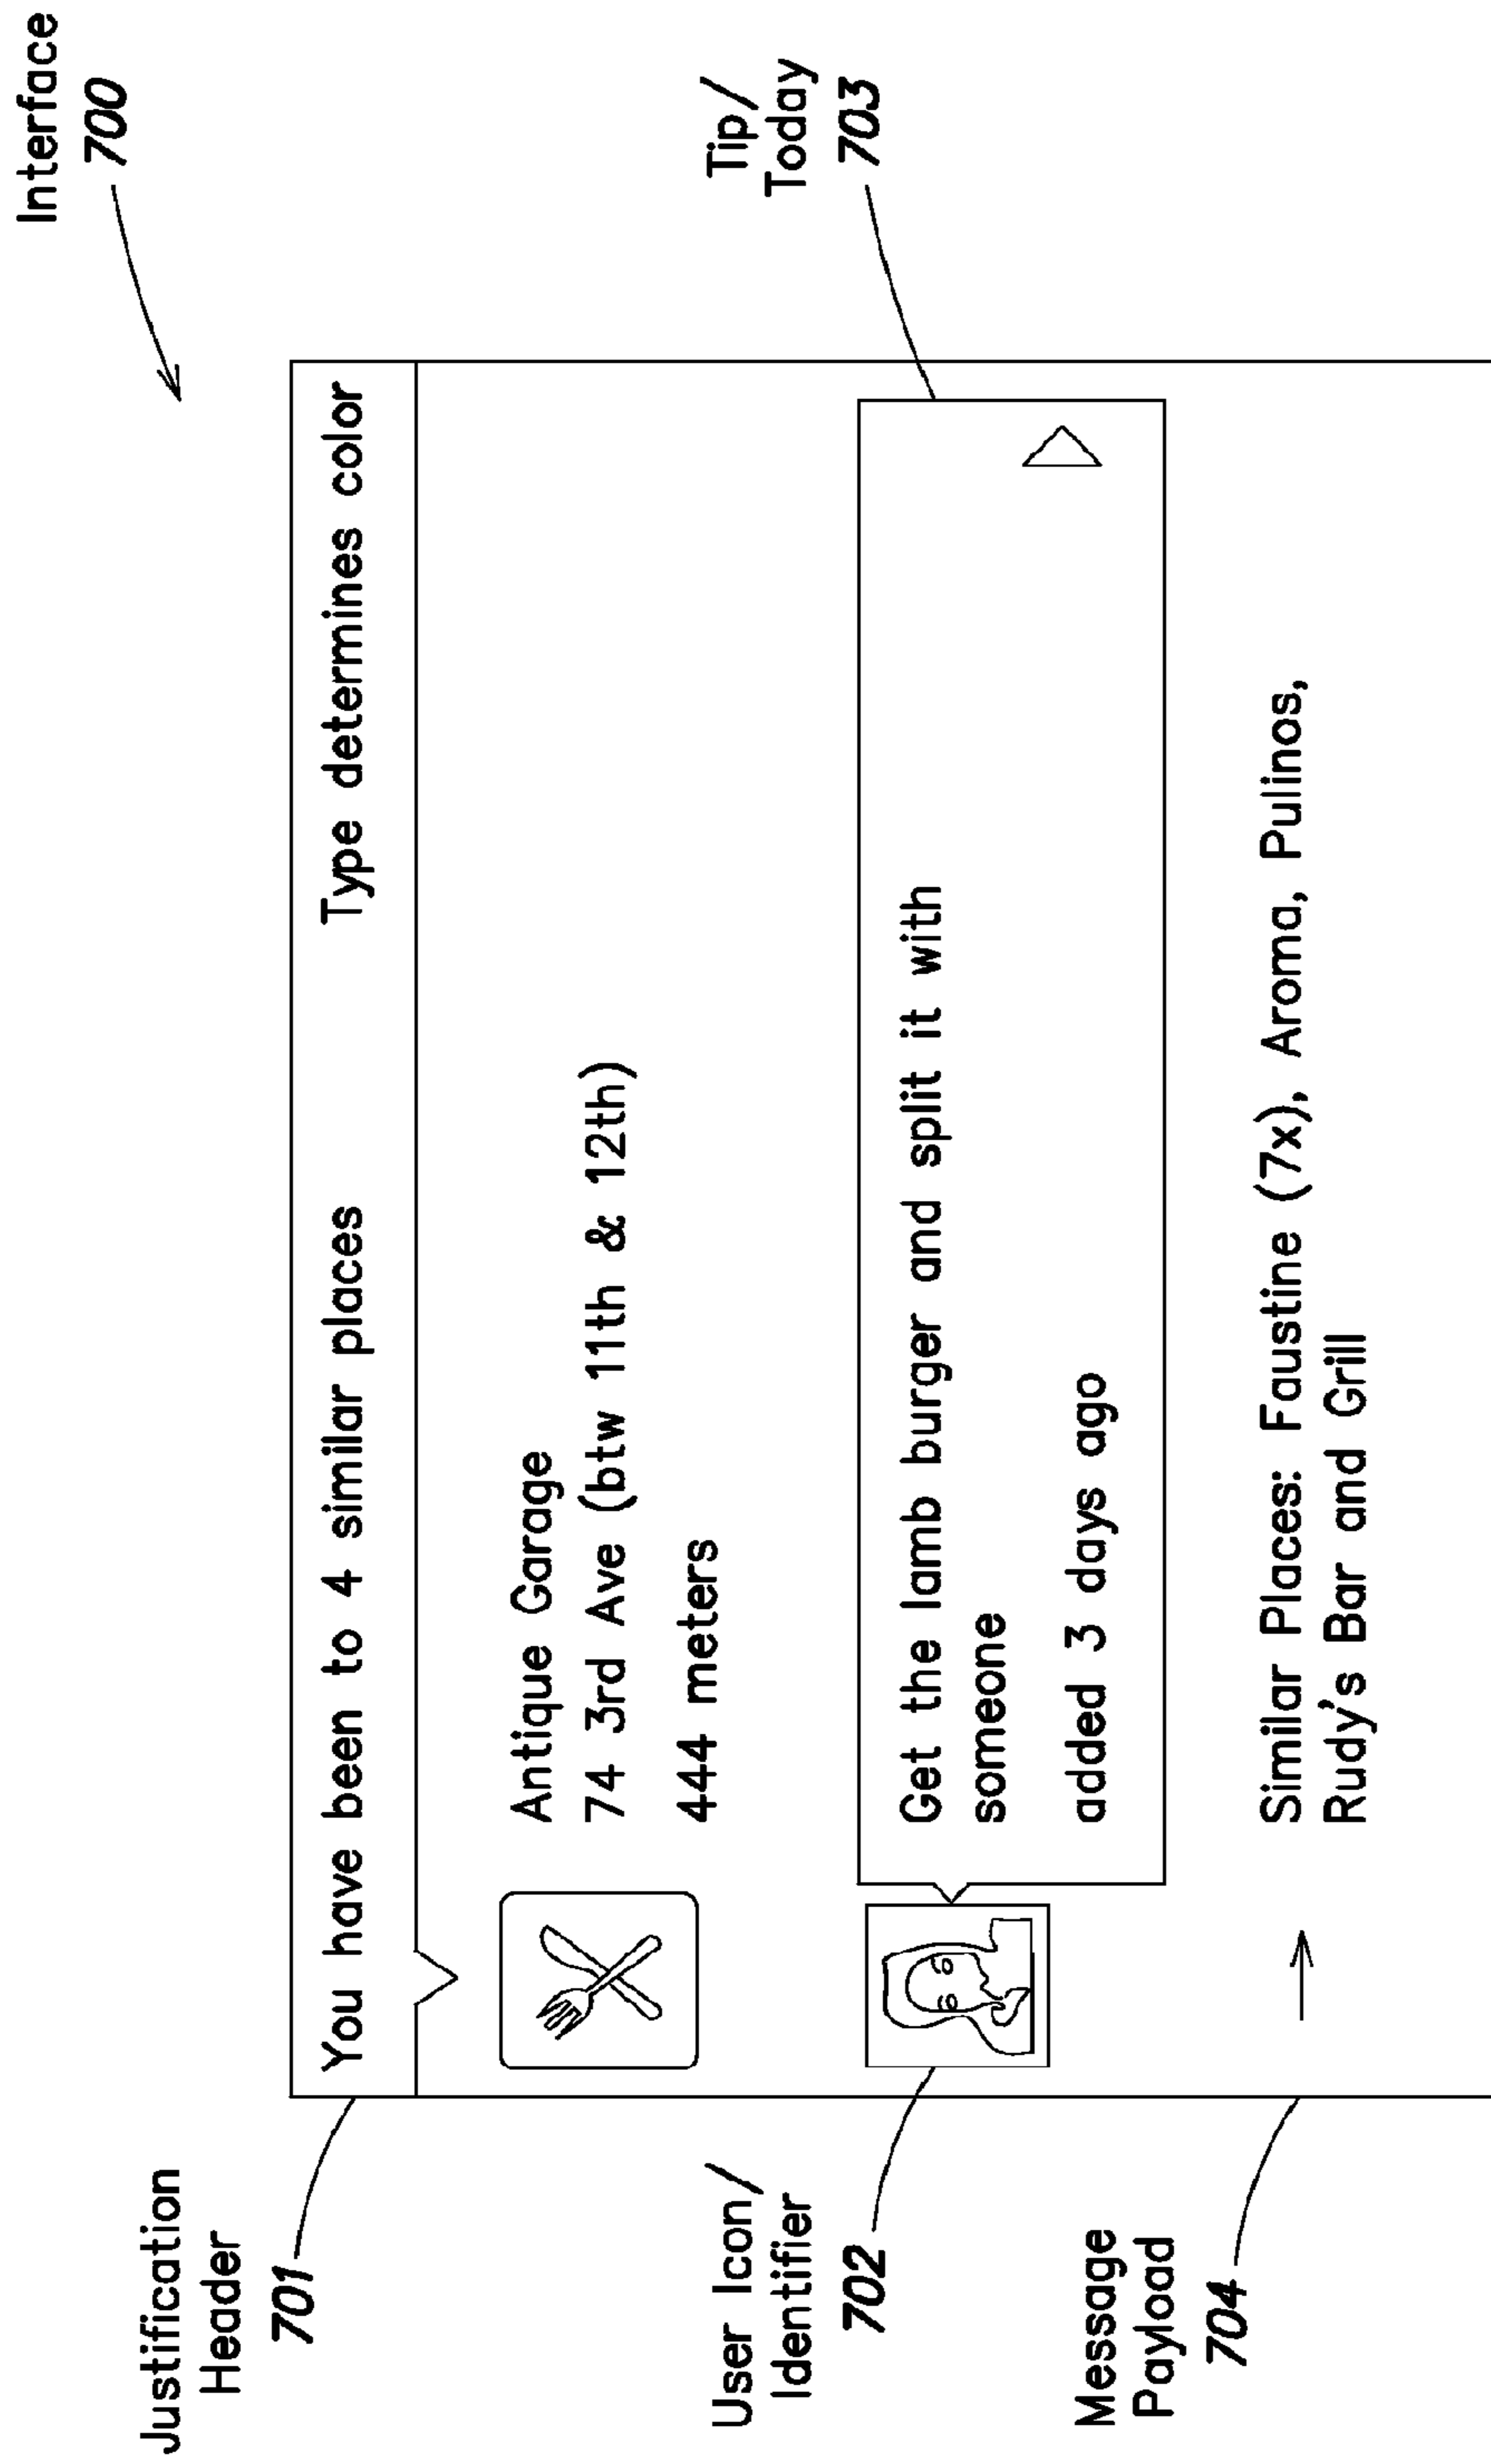 Interface
700
Justification
Header
701
You have been to 4 similar places Type determines color
Antique Garage
74 3rd Ave (btw 11th & 12th)
444 meters
User Icon/
Identifier
702
Tip/
Today
703
Get the lamb burger and split it with
someone
added 3 days ago
Message
Payload
704
Similar Places: Faustine (7x), Aroma, Pulinos,
Rudy's Bar and Grill